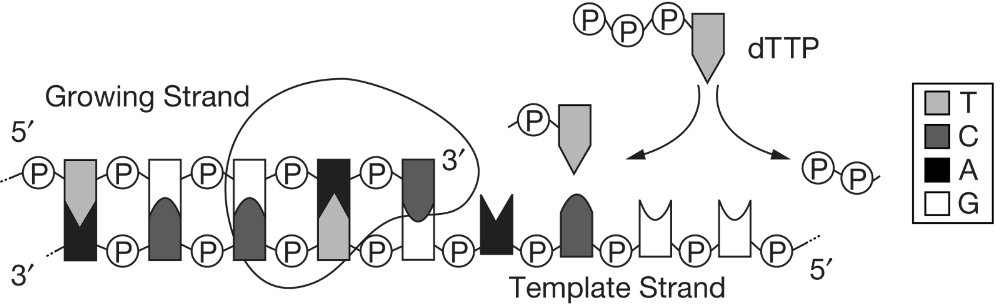 P P P dTTP
Growing Strand
T
C
A
G
5′
P
3′
P P P P P
P P
3′
P P P P P P P P
5′
Template Strand